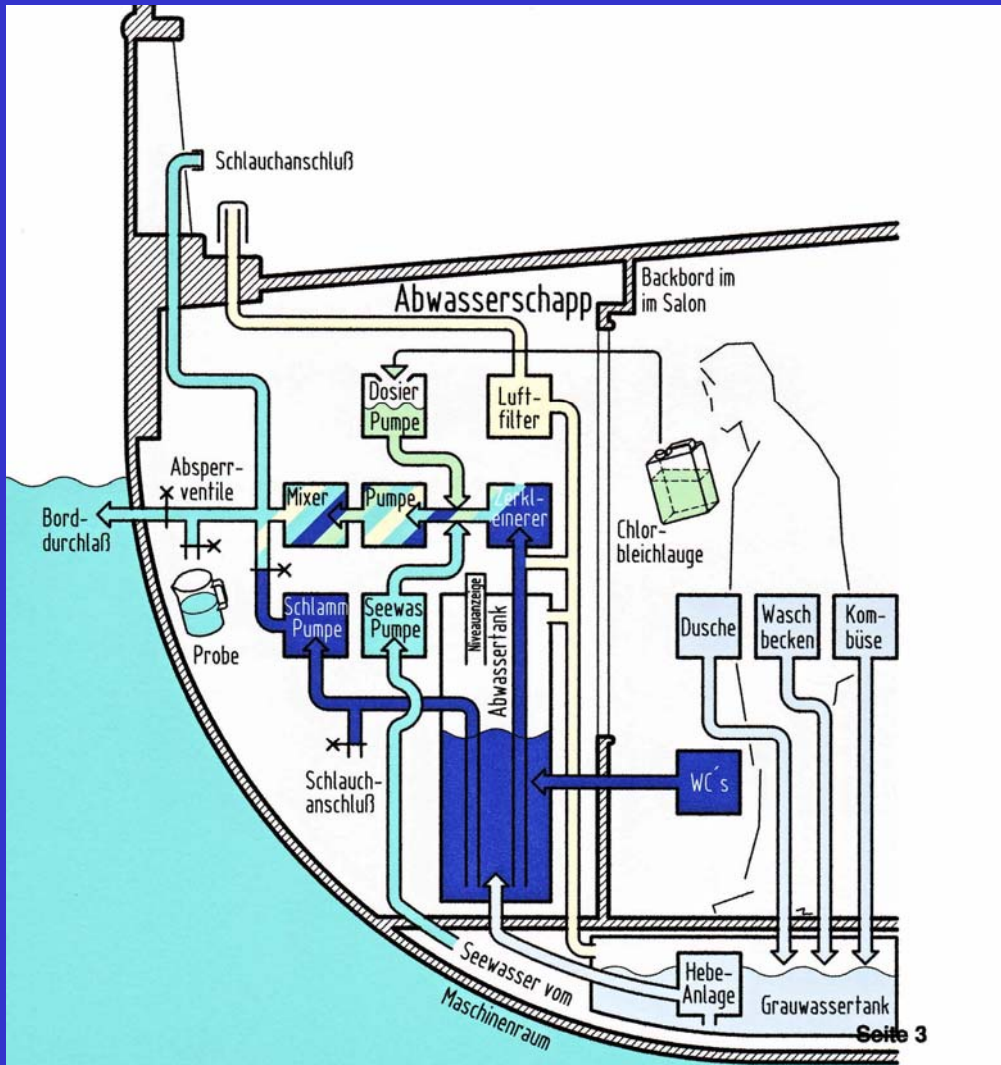 Schlauchanschluß
Abwasserschapp
Backbord im
im Salon
Dosier
Pumpe
Luft-
filter
Absperr-
ventile
Mixer
Pumpe
Zerkl-
einerer
Bord-
durchlaß
Chlor-
bleichlauge
Probe
Schlamm
Pumpe
Seewas
Pumpe
Niveauanzeige
Abwassertank
Dusche
Wasch
becken
Kom-
büse
Schlauch-
anschluß
WC´s
Seewasser vom
Maschinenraum
Hebe-
Anlage
Grauwassertank
Seite 3